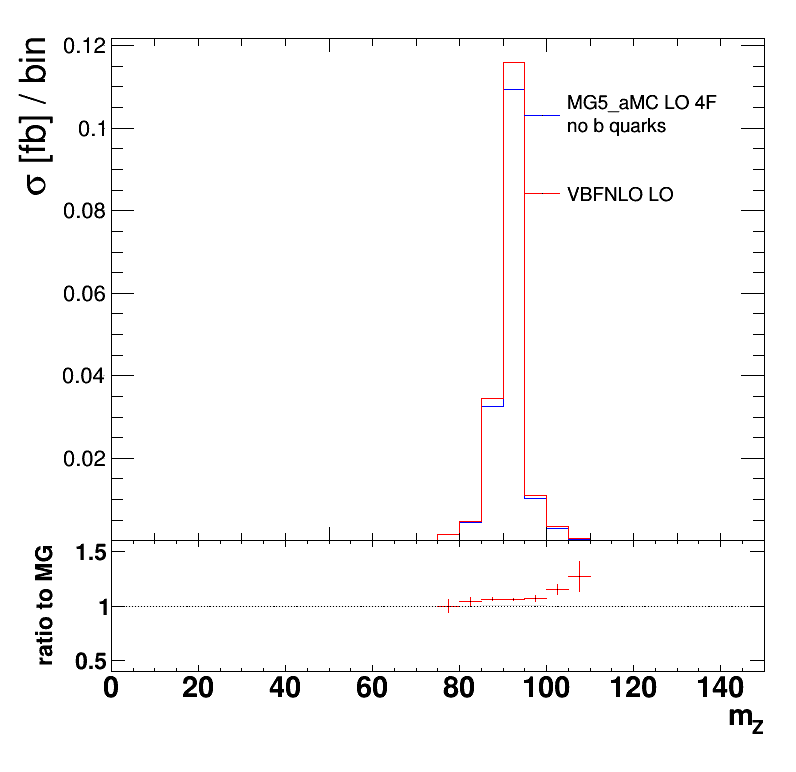 σ [fb] / bin
0.12
0.1
0.08
0.06
0.04
0.02
MG5_aMC LO 4F
no b quarks
VBFNLO LO
ratio to MG
1.5
1
0.5
0 20 40 60 80 100 120 140
m_Z